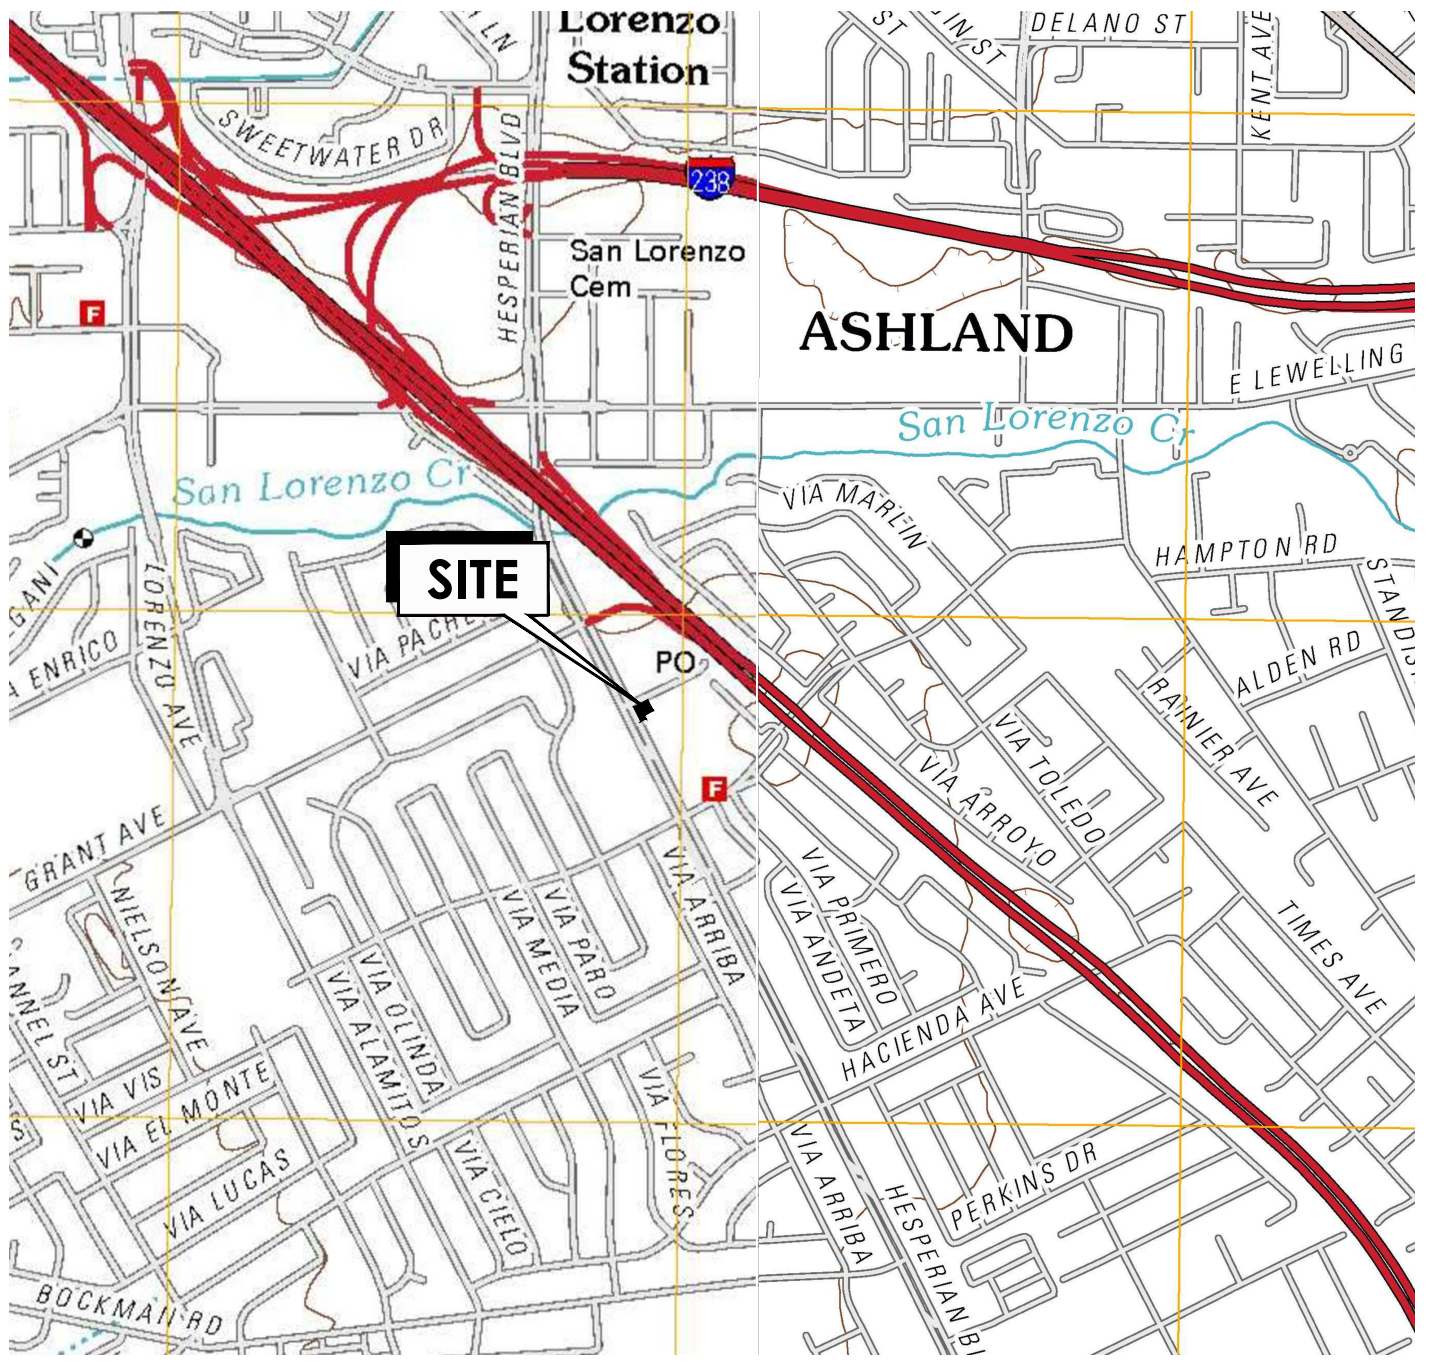 Lorenzo
Station
LN
ST
DELANO ST
KENT AVE
SWEETWATER DR
HESPERIAN BLVD
238
San Lorenzo
Cem
F
ASHLAND
E LEWELLING
San Lorenzo Cr
San Lorenzo Cr
VIA MARLIN
HAMPTON RD
SITE
LORENZO AVE
ENRICO
PO
ALDEN RD
RAINIER AVE
VIA TOLEDO
VIA ARROYO
F
GRANT AVE
NIELSON AVE
VIA ARRIBA
VIA PARO
VIA MEDIA
VIA PRIMERO
VIA ANDETA
TIMES AVE
HACIENDA AVE
VIA OLINDA
VIA ALAMITOS
VIA VIS
VIA EL MONTE
VIA LUCAS
VIA CIELO
VIA FLORES
VIA ARRIBA
PERKINS DR
HESPERIAN BL
BOCKMAN RD